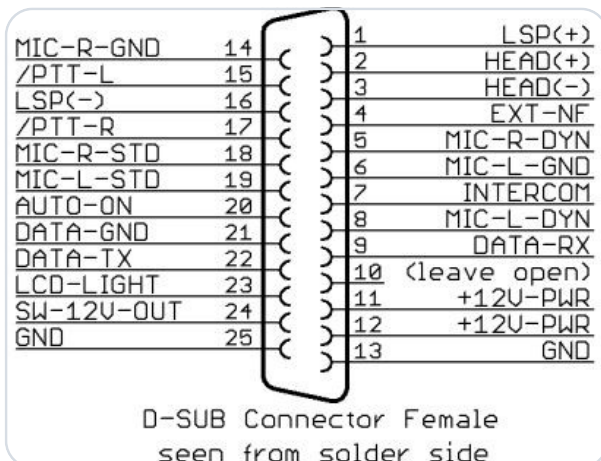 MIC-R-GND 14
/PTT-L 15
LSP(-) 16
/PTT-R 17
MIC-R-STD 18
MIC-L-STD 19
AUTO-ON 20
DATA-GND 21
DATA-TX 22
LCD-LIGHT 23
SW-12V-OUT 24
GND 25
1 LSP(+)
2 HEAD(+)
3 HEAD(-)
4 EXT-NF
5 MIC-R-DYN
6 MIC-L-GND
7 INTERCOM
8 MIC-L-DYN
9 DATA-RX
10 (leave open)
11 +12V-PWR
12 +12V-PWR
13 GND
D-SUB Connector Female
seen from solder side